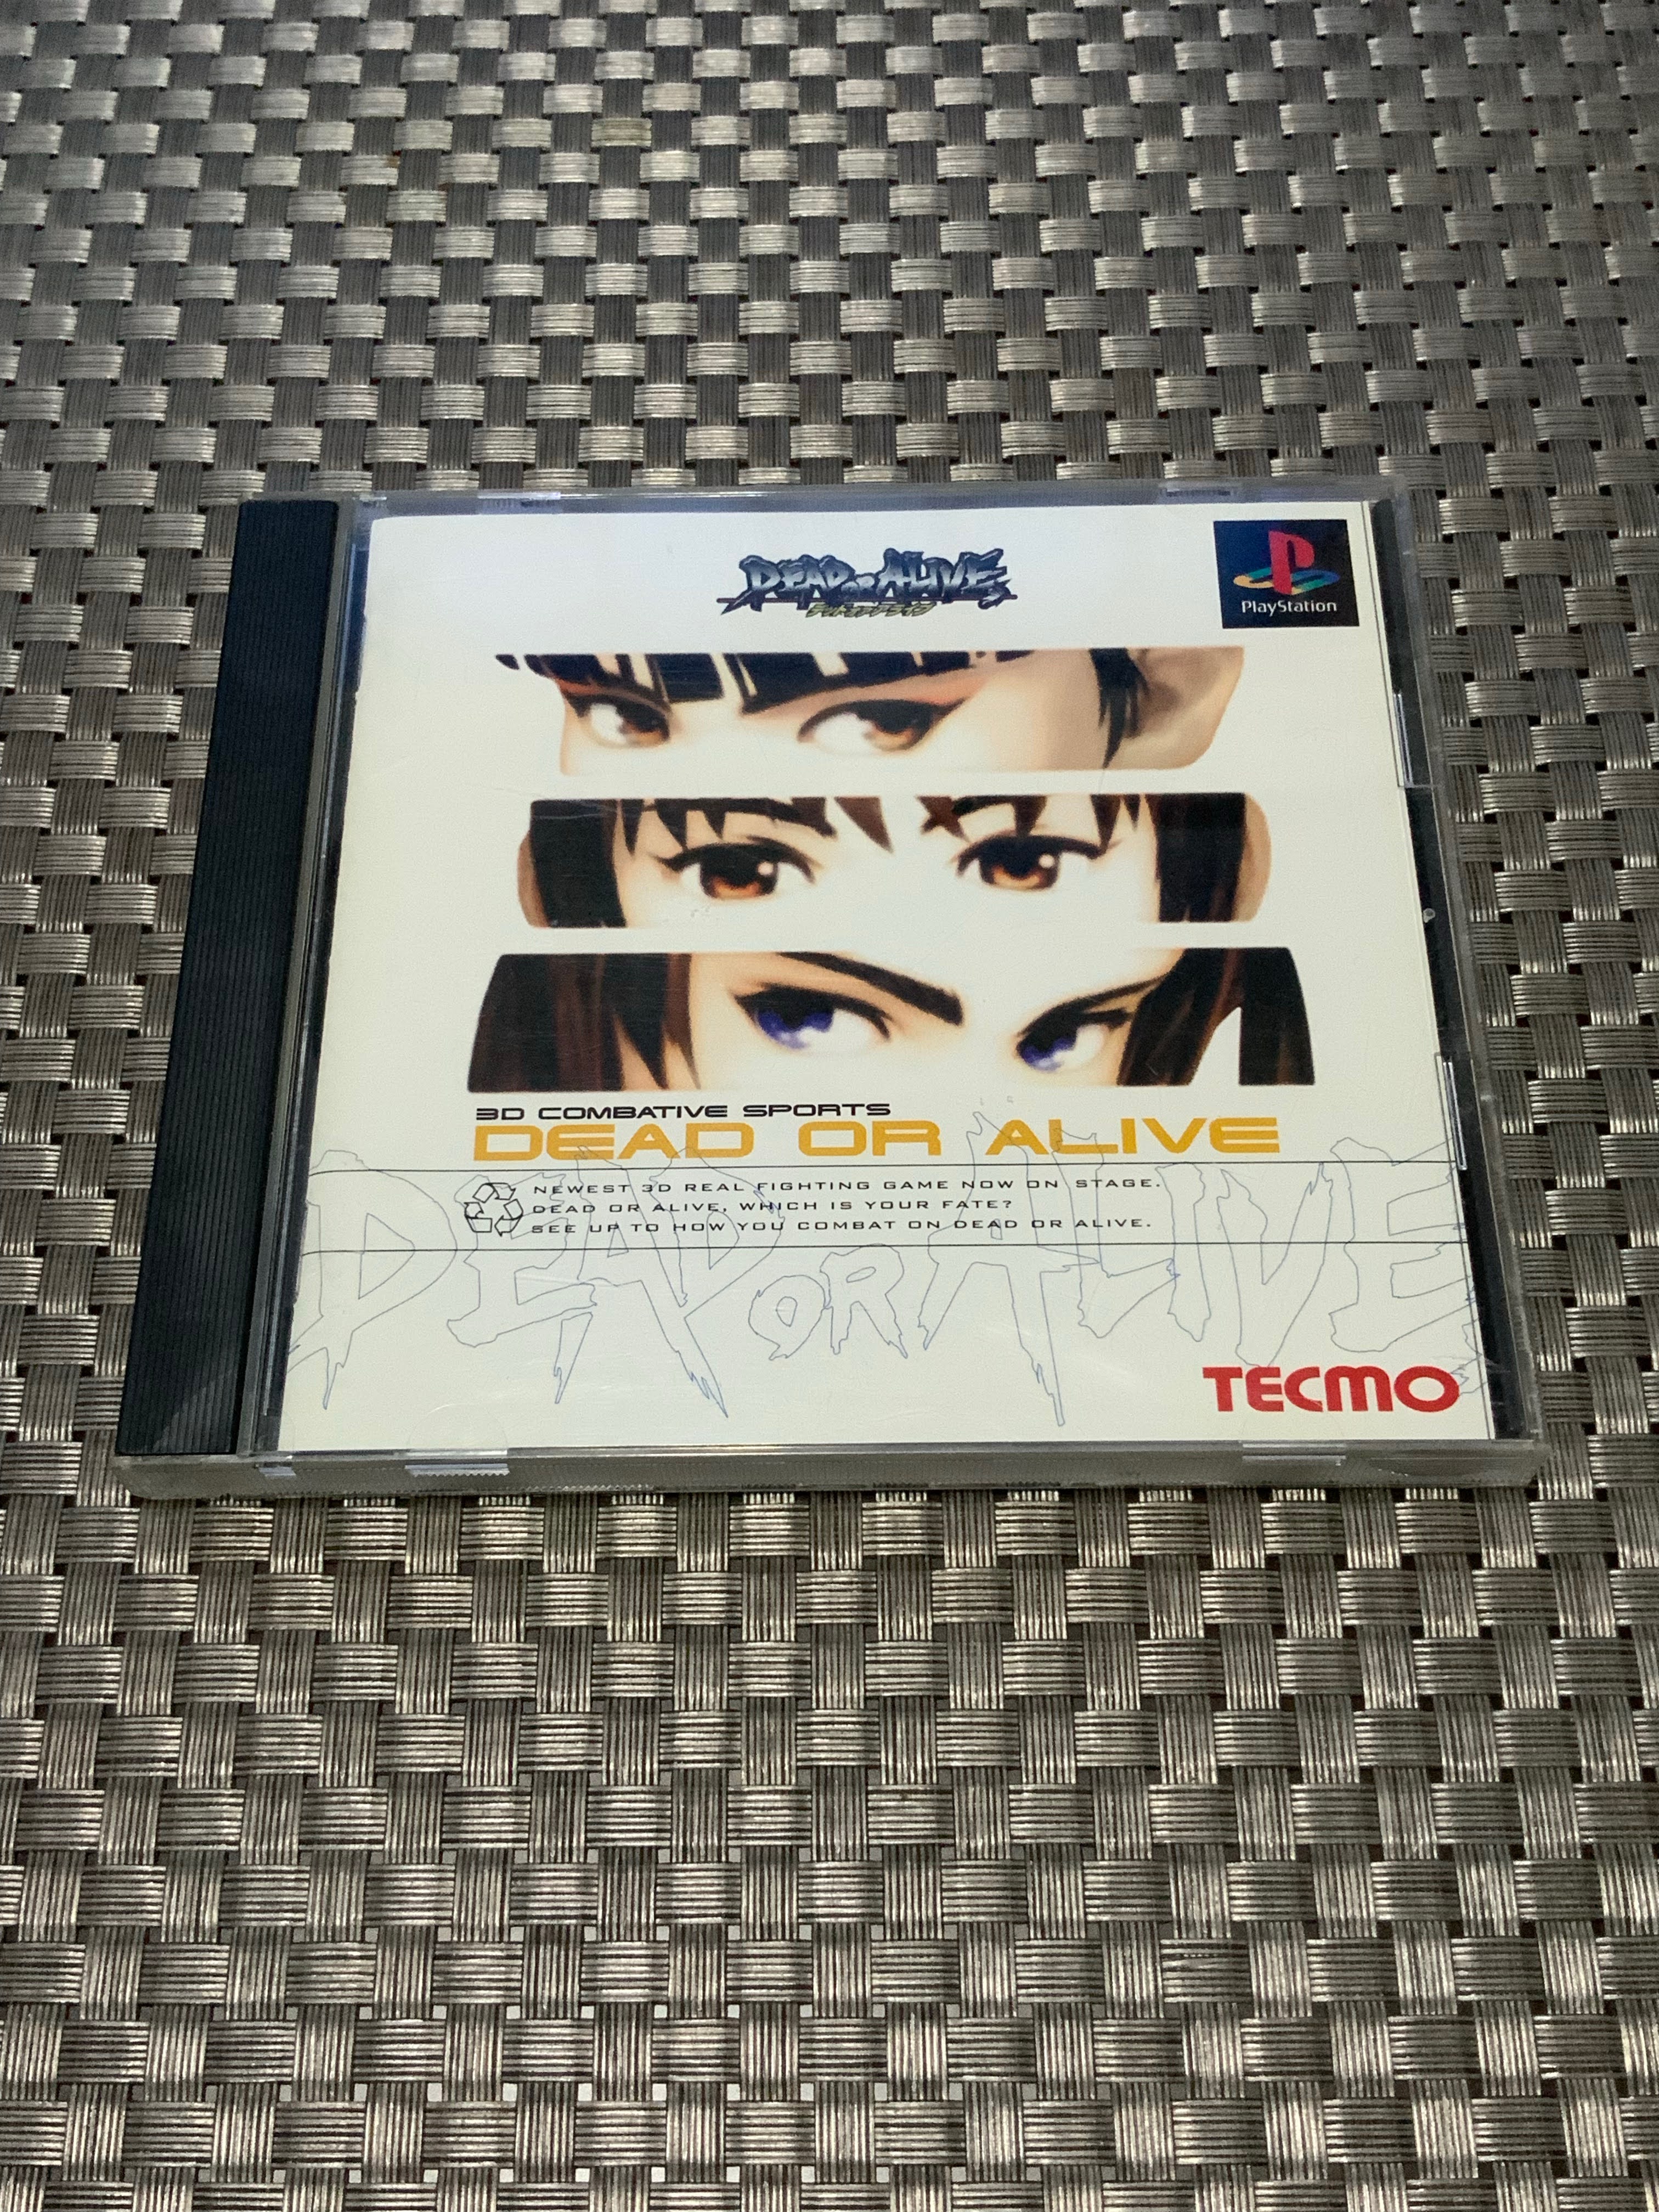 DEAD OR ALIVE
デッド オア アライブ
PlayStation
3D COMBATIVE SPORTS
DEAD OR ALIVE
NEWEST 3D REAL FIGHTING GAME NOW ON STAGE.
DEAD OR ALIVE, WHICH IS YOUR FATE?
SEE UP TO HOW YOU COMBAT ON DEAD OR ALIVE.
DEAD OR ALIVE
TECMO